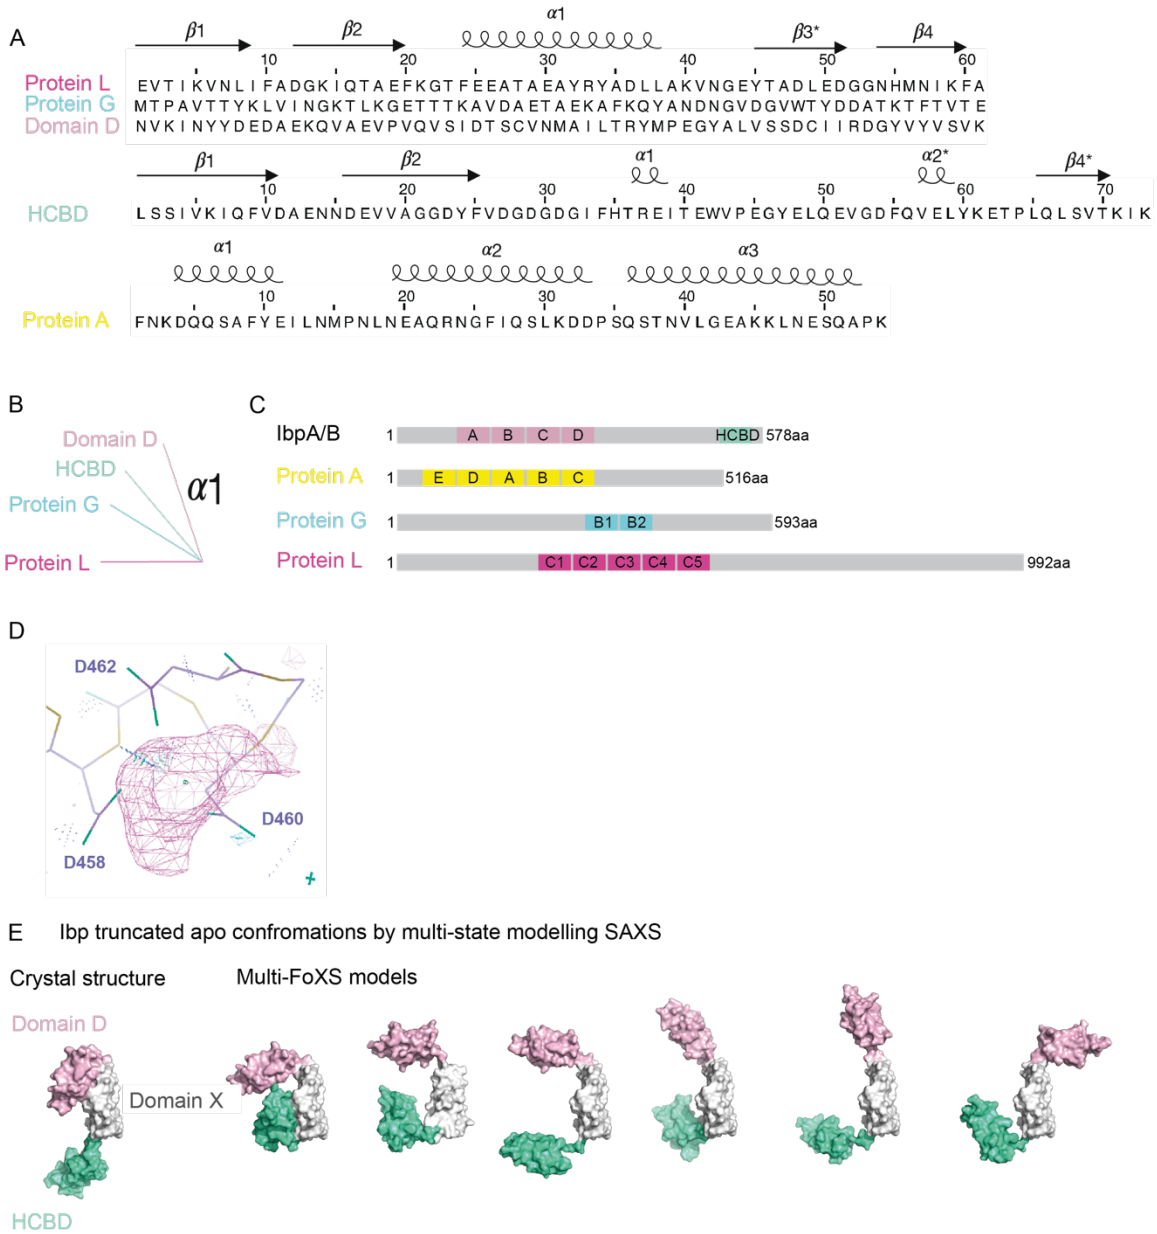 A
β1 β2 α1 β3* β4
10 20 30 40 50 60
Protein L EVTIKVNLIFADGKIQTAEFKGTFEEATAEAYRYADLLAKVNGEYTADLEDGGNHMNIKFA
Protein G MTPAVTTYKLVINGKTLKGETTTKAVDAETAEKAFKQYANDNGVDGVWTYDDATKTFTVTE
Domain D NVKINYYDEDAEKQVAEVPVQVSIDTSCVNMAILTRYMPEGYALVSSDCIIRDGYVYVSVK
β1 β2 α1 α2* β4*
10 20 30 40 50 60 70
HCBD LSSIVKIQFVDAENNDEVVAGGDYFVDGDGDGIFHTREITEWVPEGYELQEVGDFQVELYKETPLQLSVTKIK
α1 α2 α3
10 20 30 40 50
Protein A FNKDQQSAFYEILNMPNLNEAQRNGFIQSLKDDPSQSTNVLGEAKKLNESQAPK
B
Domain D
HCBD
Protein G
Protein L
α1
C
IbpA/B 1 A B C D HCBD 578aa
Protein A 1 E D A B C 516aa
Protein G 1 B1 B2 593aa
Protein L 1 C1 C2 C3 C4 C5 992aa
D
D462
D460
D458
E Ibp truncated apo confromations by multi-state modelling SAXS
Crystal structure Multi-FoXS models
Domain D
Domain X
HCBD